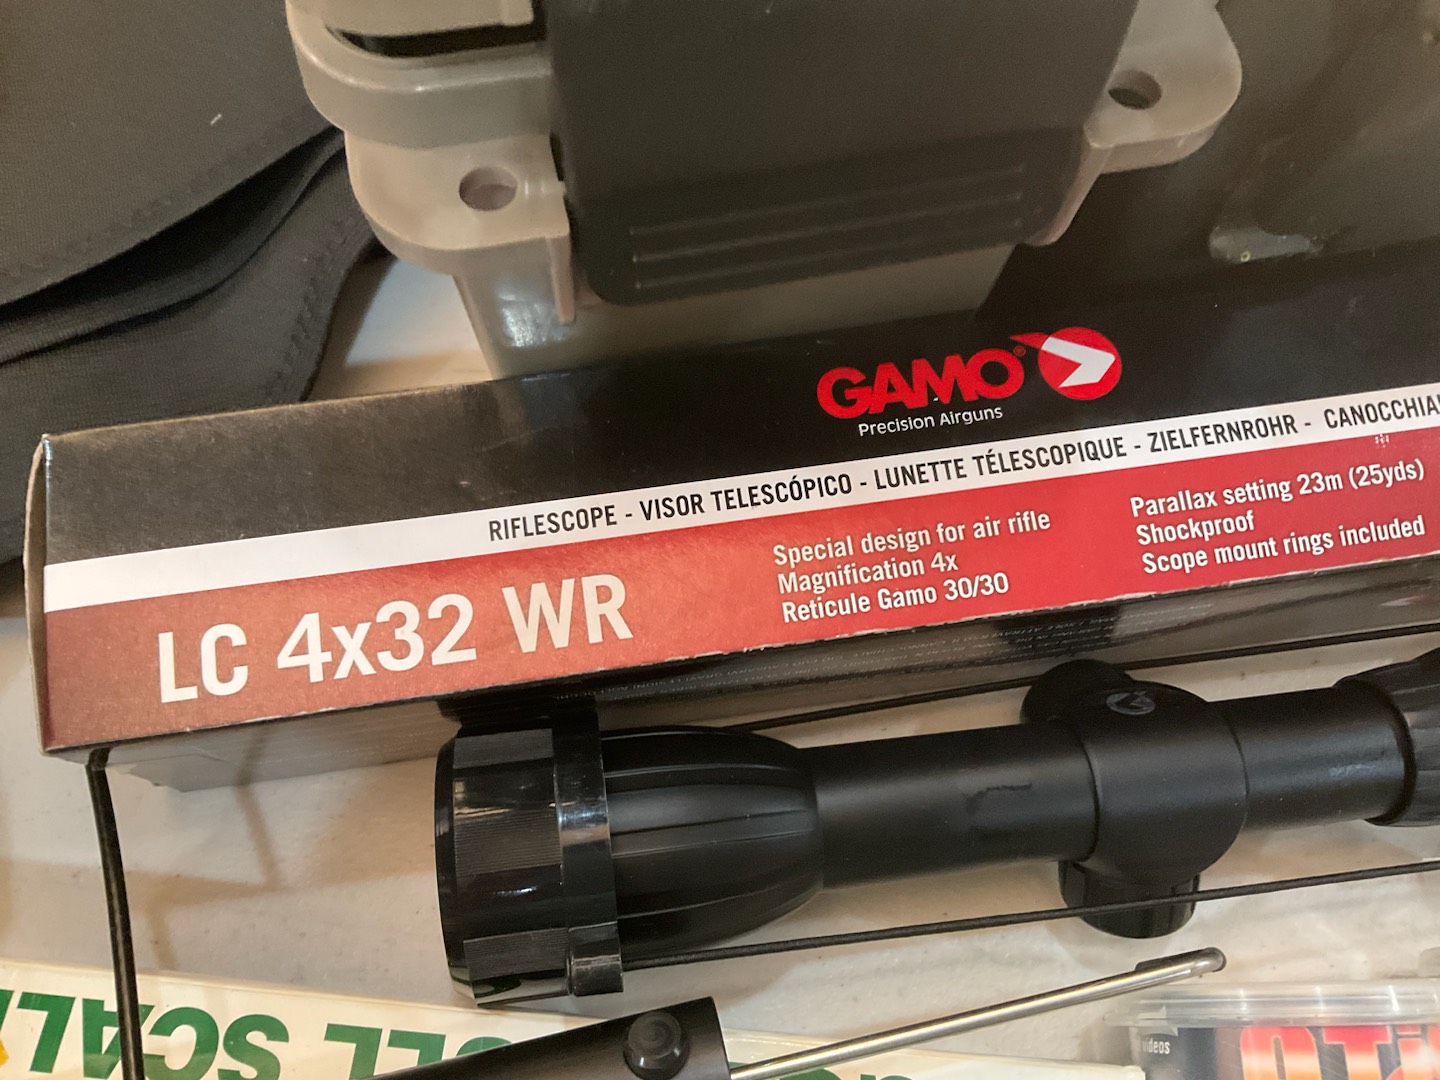 GAMO®
Precision Airguns
RIFLESCOPE - VISOR TELESCÓPICO - LUNETTE TÉLESCOPIQUE - ZIELFERNROHR -
LC 4x32 WR
Special design for air rifle
Magnification 4x
Reticule Gamo 30/30
Parallax setting 23m (25yds)
Shockproof
Scope mount rings included